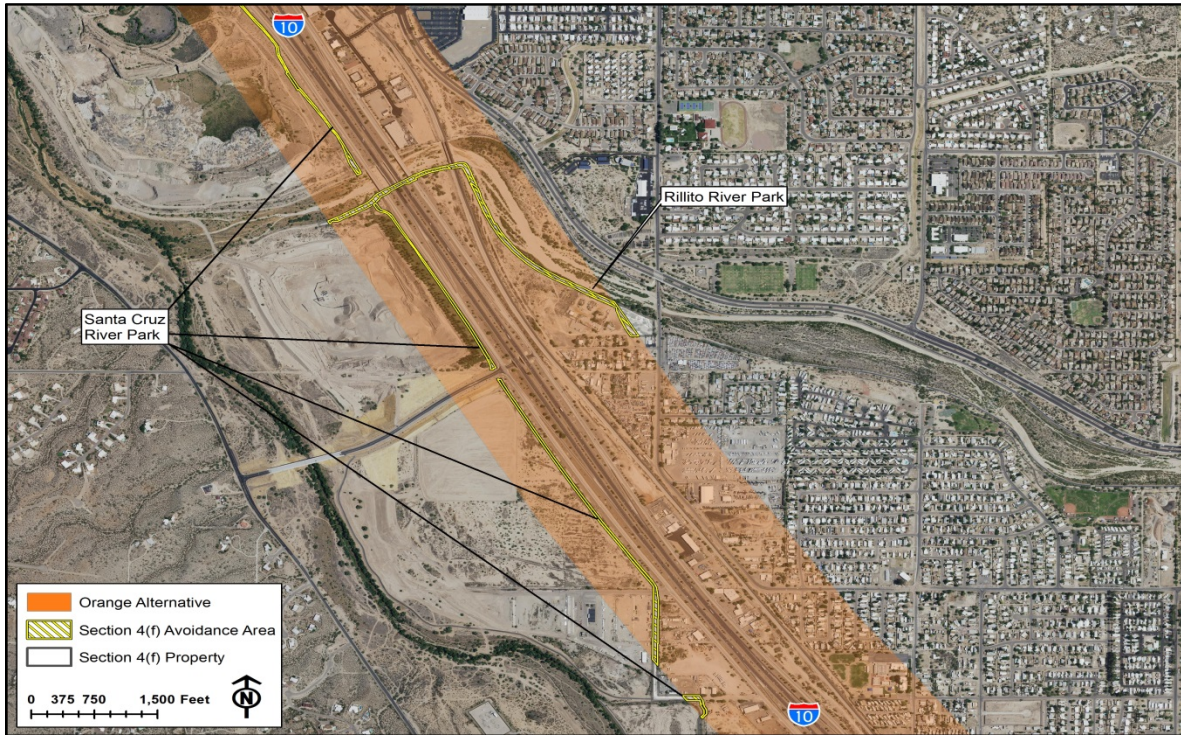 10
Rillito River Park
Santa Cruz
River Park
Orange Alternative
Section 4(f) Avoidance Area
Section 4(f) Property
0 375 750 1,500 Feet
N
10